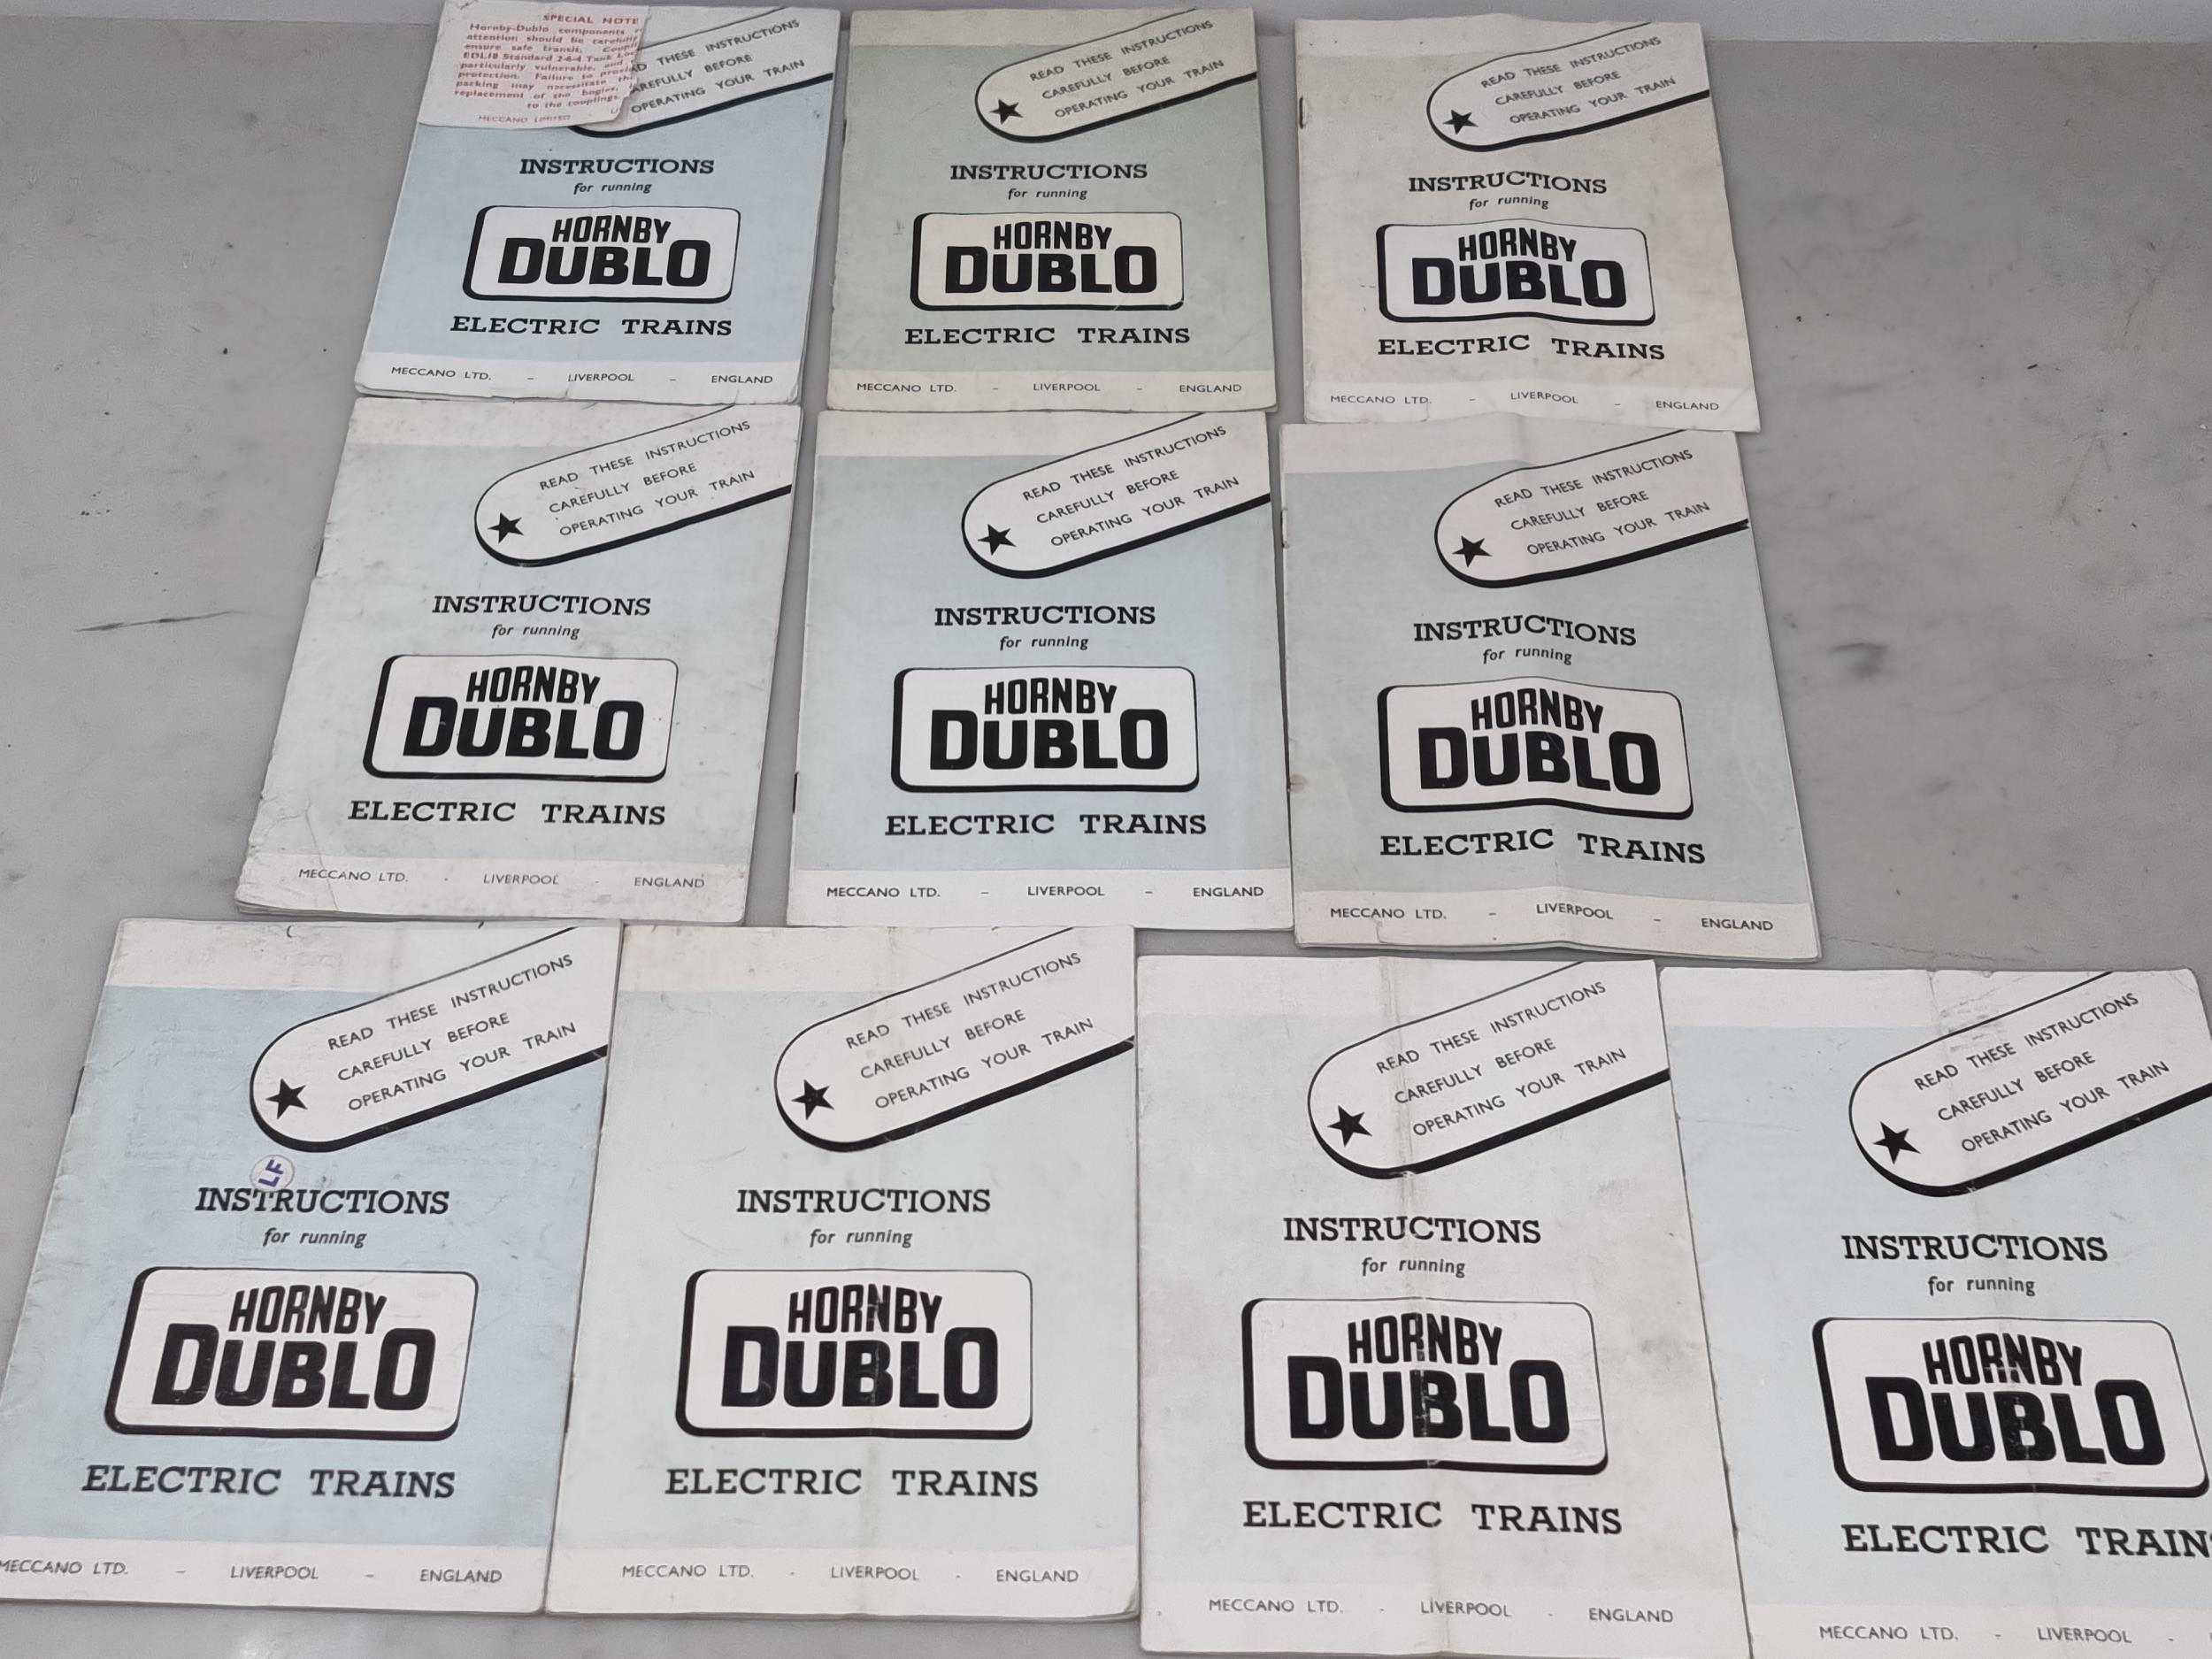 SPECIAL NOTE
Hornby-Dublo components
attention should be carefully
ensure safe transit.
EDL18 Standard 2-6-4 Tank
particularly vulnerable, and
protection. Failure to
packing may necessitate the
replacement of the bogies,
to the couplings.
MECCANO LIMITED
THESE INSTRUCTIONS
BEFORE
OPERATING YOUR TRAIN
INSTRUCTIONS
for running
HORNBY
DUBLO
ELECTRIC TRAINS
MECCANO LTD. – LIVERPOOL – ENGLAND
READ THESE INSTRUCTIONS
CAREFULLY BEFORE
OPERATING YOUR TRAIN
INSTRUCTIONS
for running
HORNBY
DUBLO
ELECTRIC TRAINS
MECCANO LTD. – LIVERPOOL – ENGLAND
READ THESE INSTRUCTIONS
CAREFULLY BEFORE
OPERATING YOUR TRAIN
INSTRUCTIONS
for running
HORNBY
DUBLO
ELECTRIC TRAINS
MECCANO LTD. – LIVERPOOL – ENGLAND
READ THESE INSTRUCTIONS
CAREFULLY BEFORE
OPERATING YOUR TRAIN
INSTRUCTIONS
for running
HORNBY
DUBLO
ELECTRIC TRAINS
MECCANO LTD. - LIVERPOOL - ENGLAND
READ THESE INSTRUCTIONS
CAREFULLY BEFORE
OPERATING YOUR TRAIN
INSTRUCTIONS
for running
HORNBY
DUBLO
ELECTRIC TRAINS
MECCANO LTD. – LIVERPOOL – ENGLAND
READ THESE INSTRUCTIONS
CAREFULLY BEFORE
OPERATING YOUR TRAIN
INSTRUCTIONS
for running
HORNBY
DUBLO
ELECTRIC TRAINS
MECCANO LTD. – LIVERPOOL – ENGLAND
READ THESE INSTRUCTIONS
CAREFULLY BEFORE
OPERATING YOUR TRAIN
LF
INSTRUCTIONS
for running
HORNBY
DUBLO
ELECTRIC TRAINS
MECCANO LTD. – LIVERPOOL – ENGLAND
READ THESE INSTRUCTIONS
CAREFULLY BEFORE
OPERATING YOUR TRAIN
INSTRUCTIONS
for running
HORNBY
DUBLO
ELECTRIC TRAINS
MECCANO LTD. - LIVERPOOL - ENGLAND
READ THESE INSTRUCTIONS
CAREFULLY BEFORE
OPERATING YOUR TRAIN
INSTRUCTIONS
for running
HORNBY
DUBLO
ELECTRIC TRAINS
MECCANO LTD. - LIVERPOOL - ENGLAND
READ THESE INSTRUCTIONS
CAREFULLY BEFORE
OPERATING YOUR TRAIN
INSTRUCTIONS
for running
HORNBY
DUBLO
ELECTRIC TRAIN
MECCANO LTD. - LIVERPOOL -